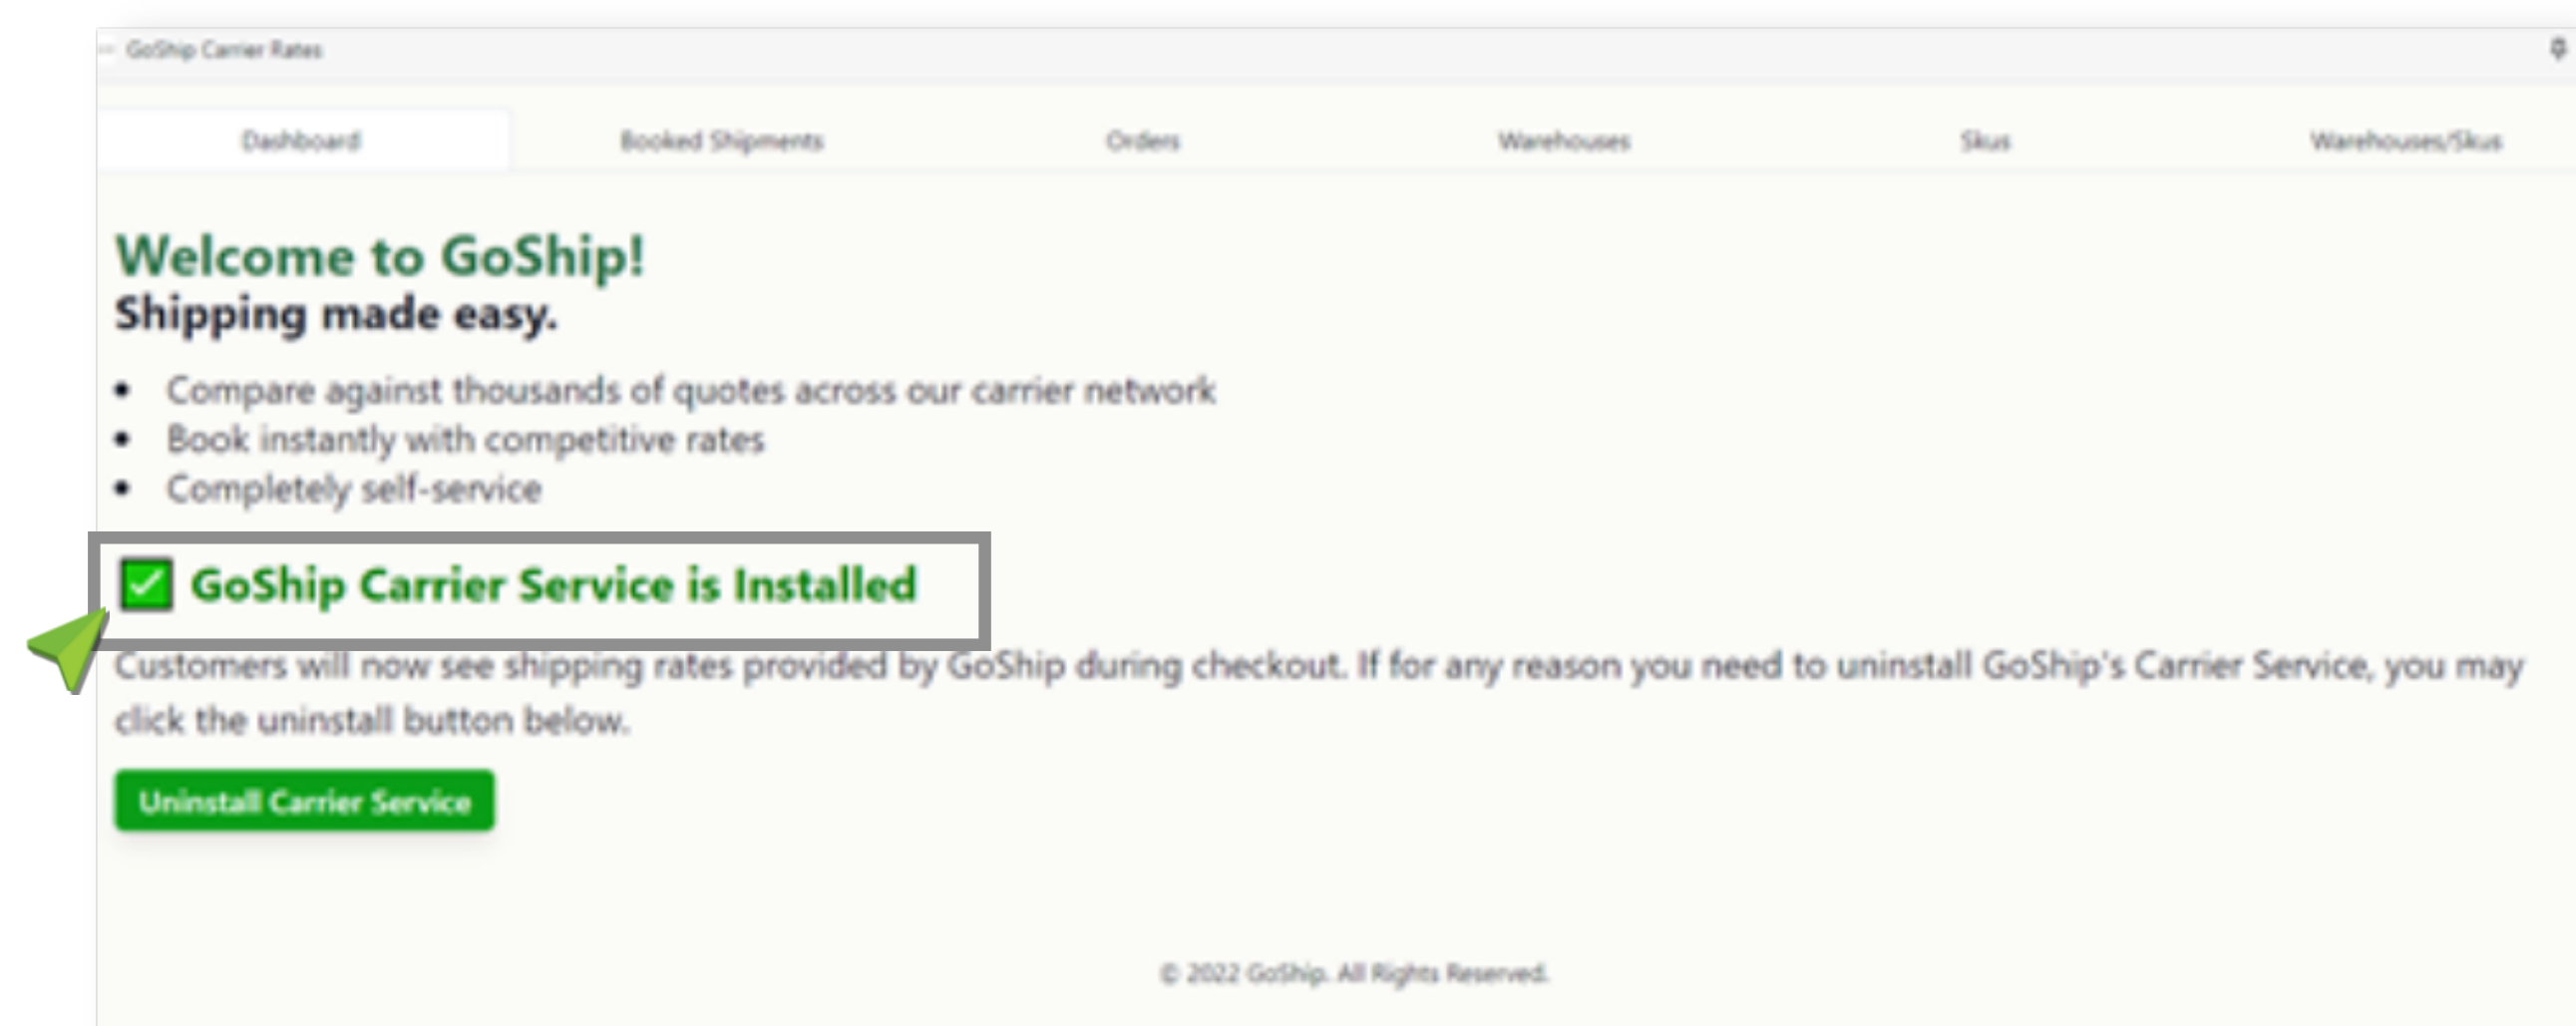 GoShip Carrier Rates
Dashboard Booked Shipments Orders Warehouses Skus Warehouses/Skus
Welcome to GoShip!
Shipping made easy.
• Compare against thousands of quotes across our carrier network
• Book instantly with competitive rates
• Completely self-service
GoShip Carrier Service is Installed
Customers will now see shipping rates provided by GoShip during checkout. If for any reason you need to uninstall GoShip's Carrier Service, you may
click the uninstall button below.
Uninstall Carrier Service
© 2022 GoShip. All Rights Reserved.